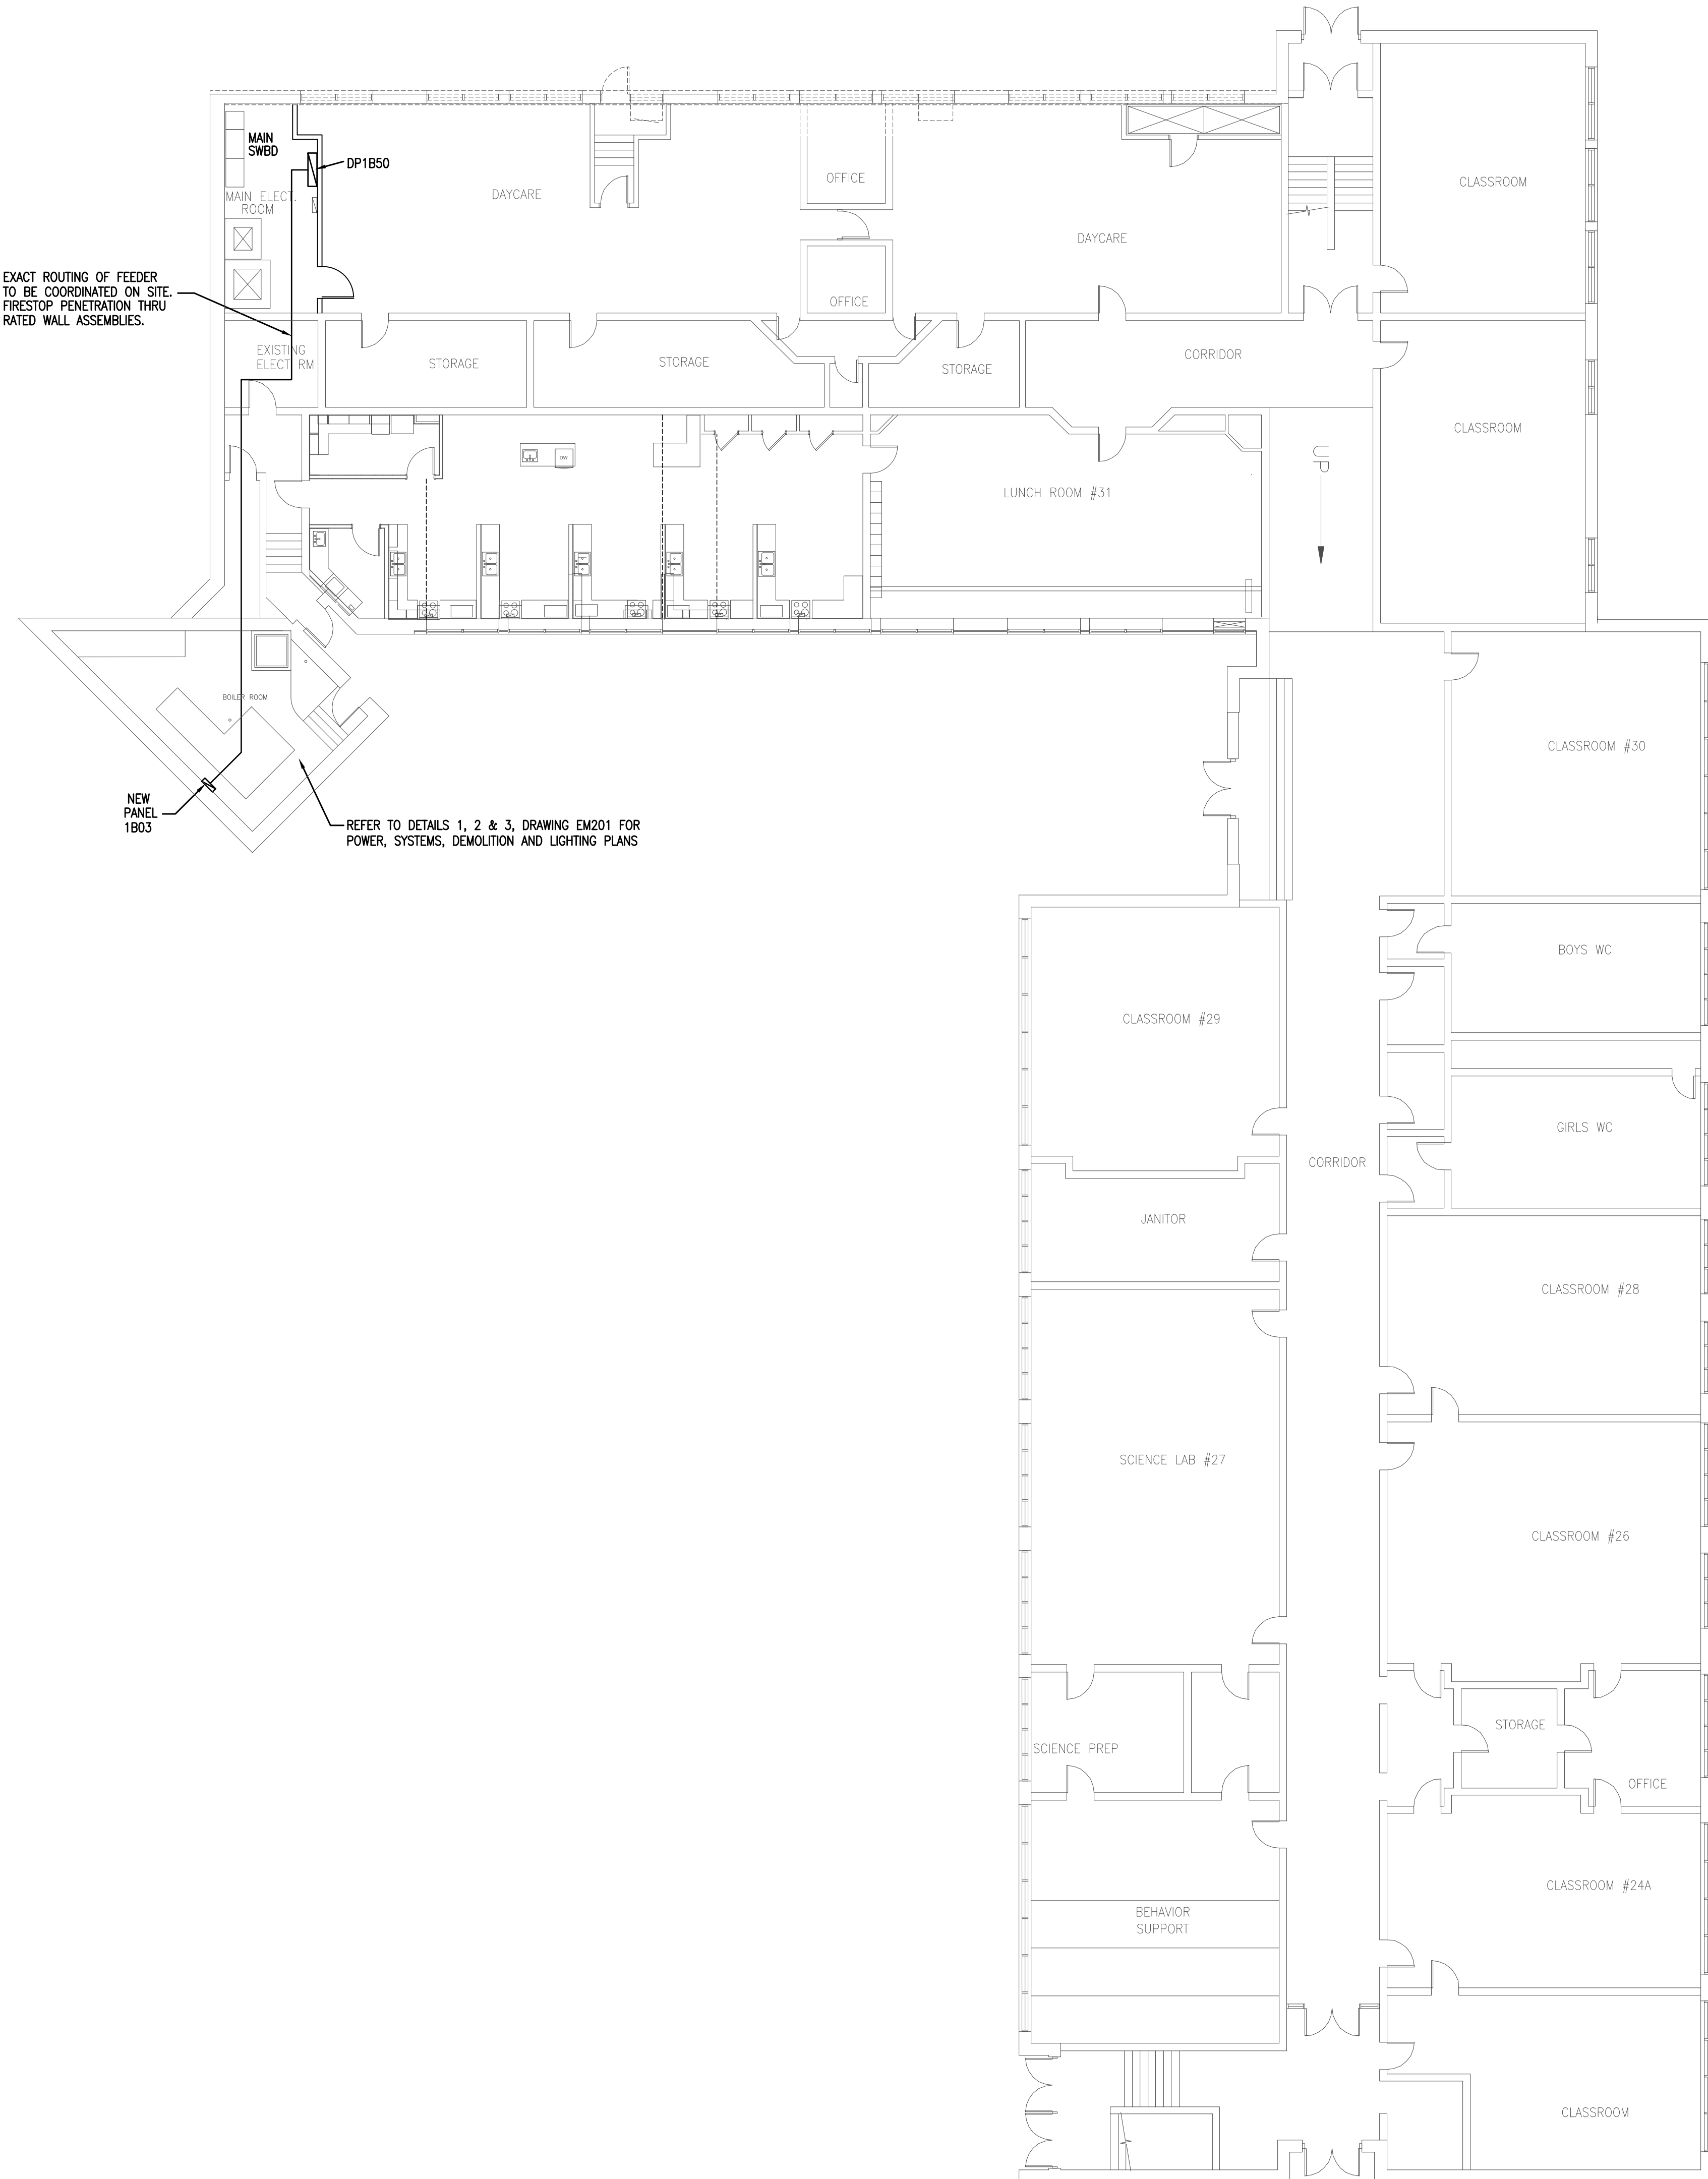 MAIN
SWBD
DP1B50
MAIN ELECT.
ROOM
DAYCARE
OFFICE
CLASSROOM
DAYCARE
EXACT ROUTING OF FEEDER
TO BE COORDINATED ON SITE.
FIRESTOP PENETRATION THRU
RATED WALL ASSEMBLIES.
OFFICE
EXISTING
ELECT RM
STORAGE
STORAGE
STORAGE
CORRIDOR
CLASSROOM
DW
LUNCH ROOM #31
UP
BOILER ROOM
CLASSROOM #30
NEW
PANEL
1B03
REFER TO DETAILS 1, 2 & 3, DRAWING EM201 FOR
POWER, SYSTEMS, DEMOLITION AND LIGHTING PLANS
BOYS WC
CLASSROOM #29
GIRLS WC
CORRIDOR
JANITOR
CLASSROOM #28
SCIENCE LAB #27
CLASSROOM #26
STORAGE
SCIENCE PREP
OFFICE
CLASSROOM #24A
BEHAVIOR
SUPPORT
CLASSROOM